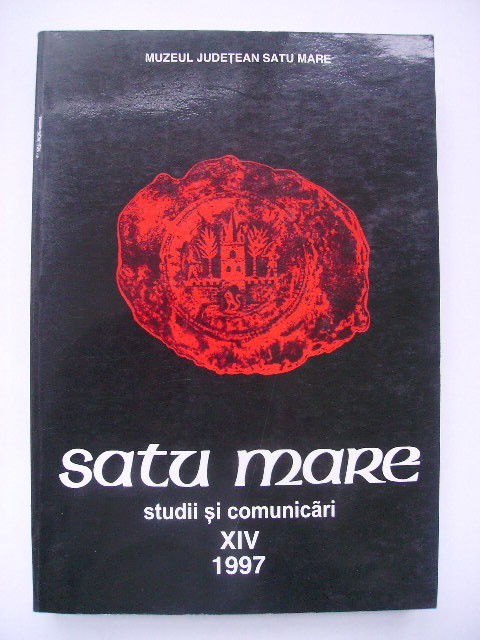 MUZEUL JUDEȚEAN SATU MARE
satu mare
studii și comunicări
XIV
1997